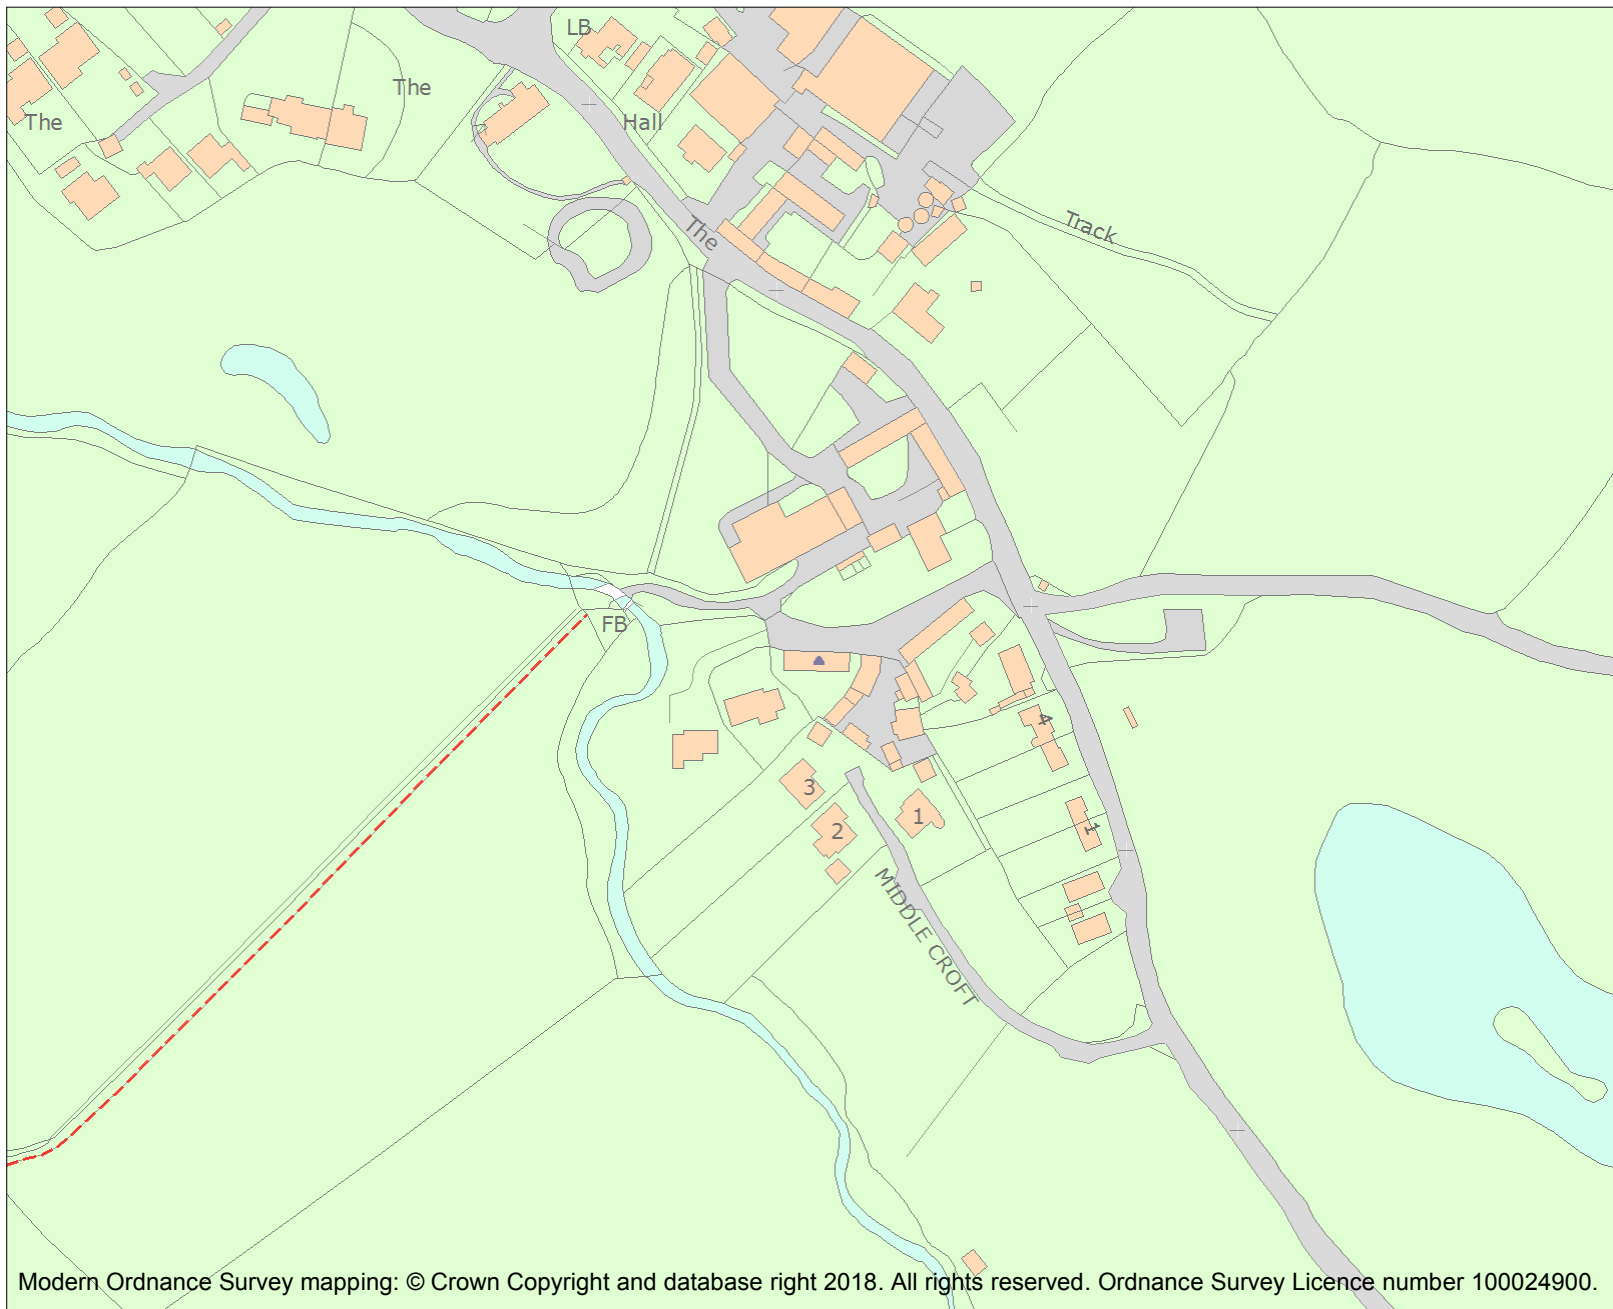 LB
The
The
Hall
Track
The
FB
4
3
1
2
1
MIDDLE CROFT
Modern Ordnance Survey mapping: © Crown Copyright and database right 2018. All rights reserved. Ordnance Survey Licence number 100024900.